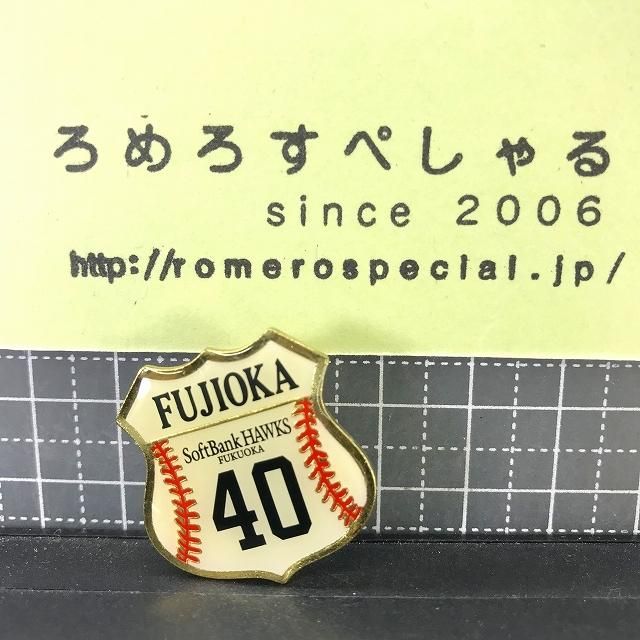 ろめろすぺしゃる
since 2006
http://romerospecial.jp/
FUJIOKA
SoftBank HAWKS
FUKUOKA
40